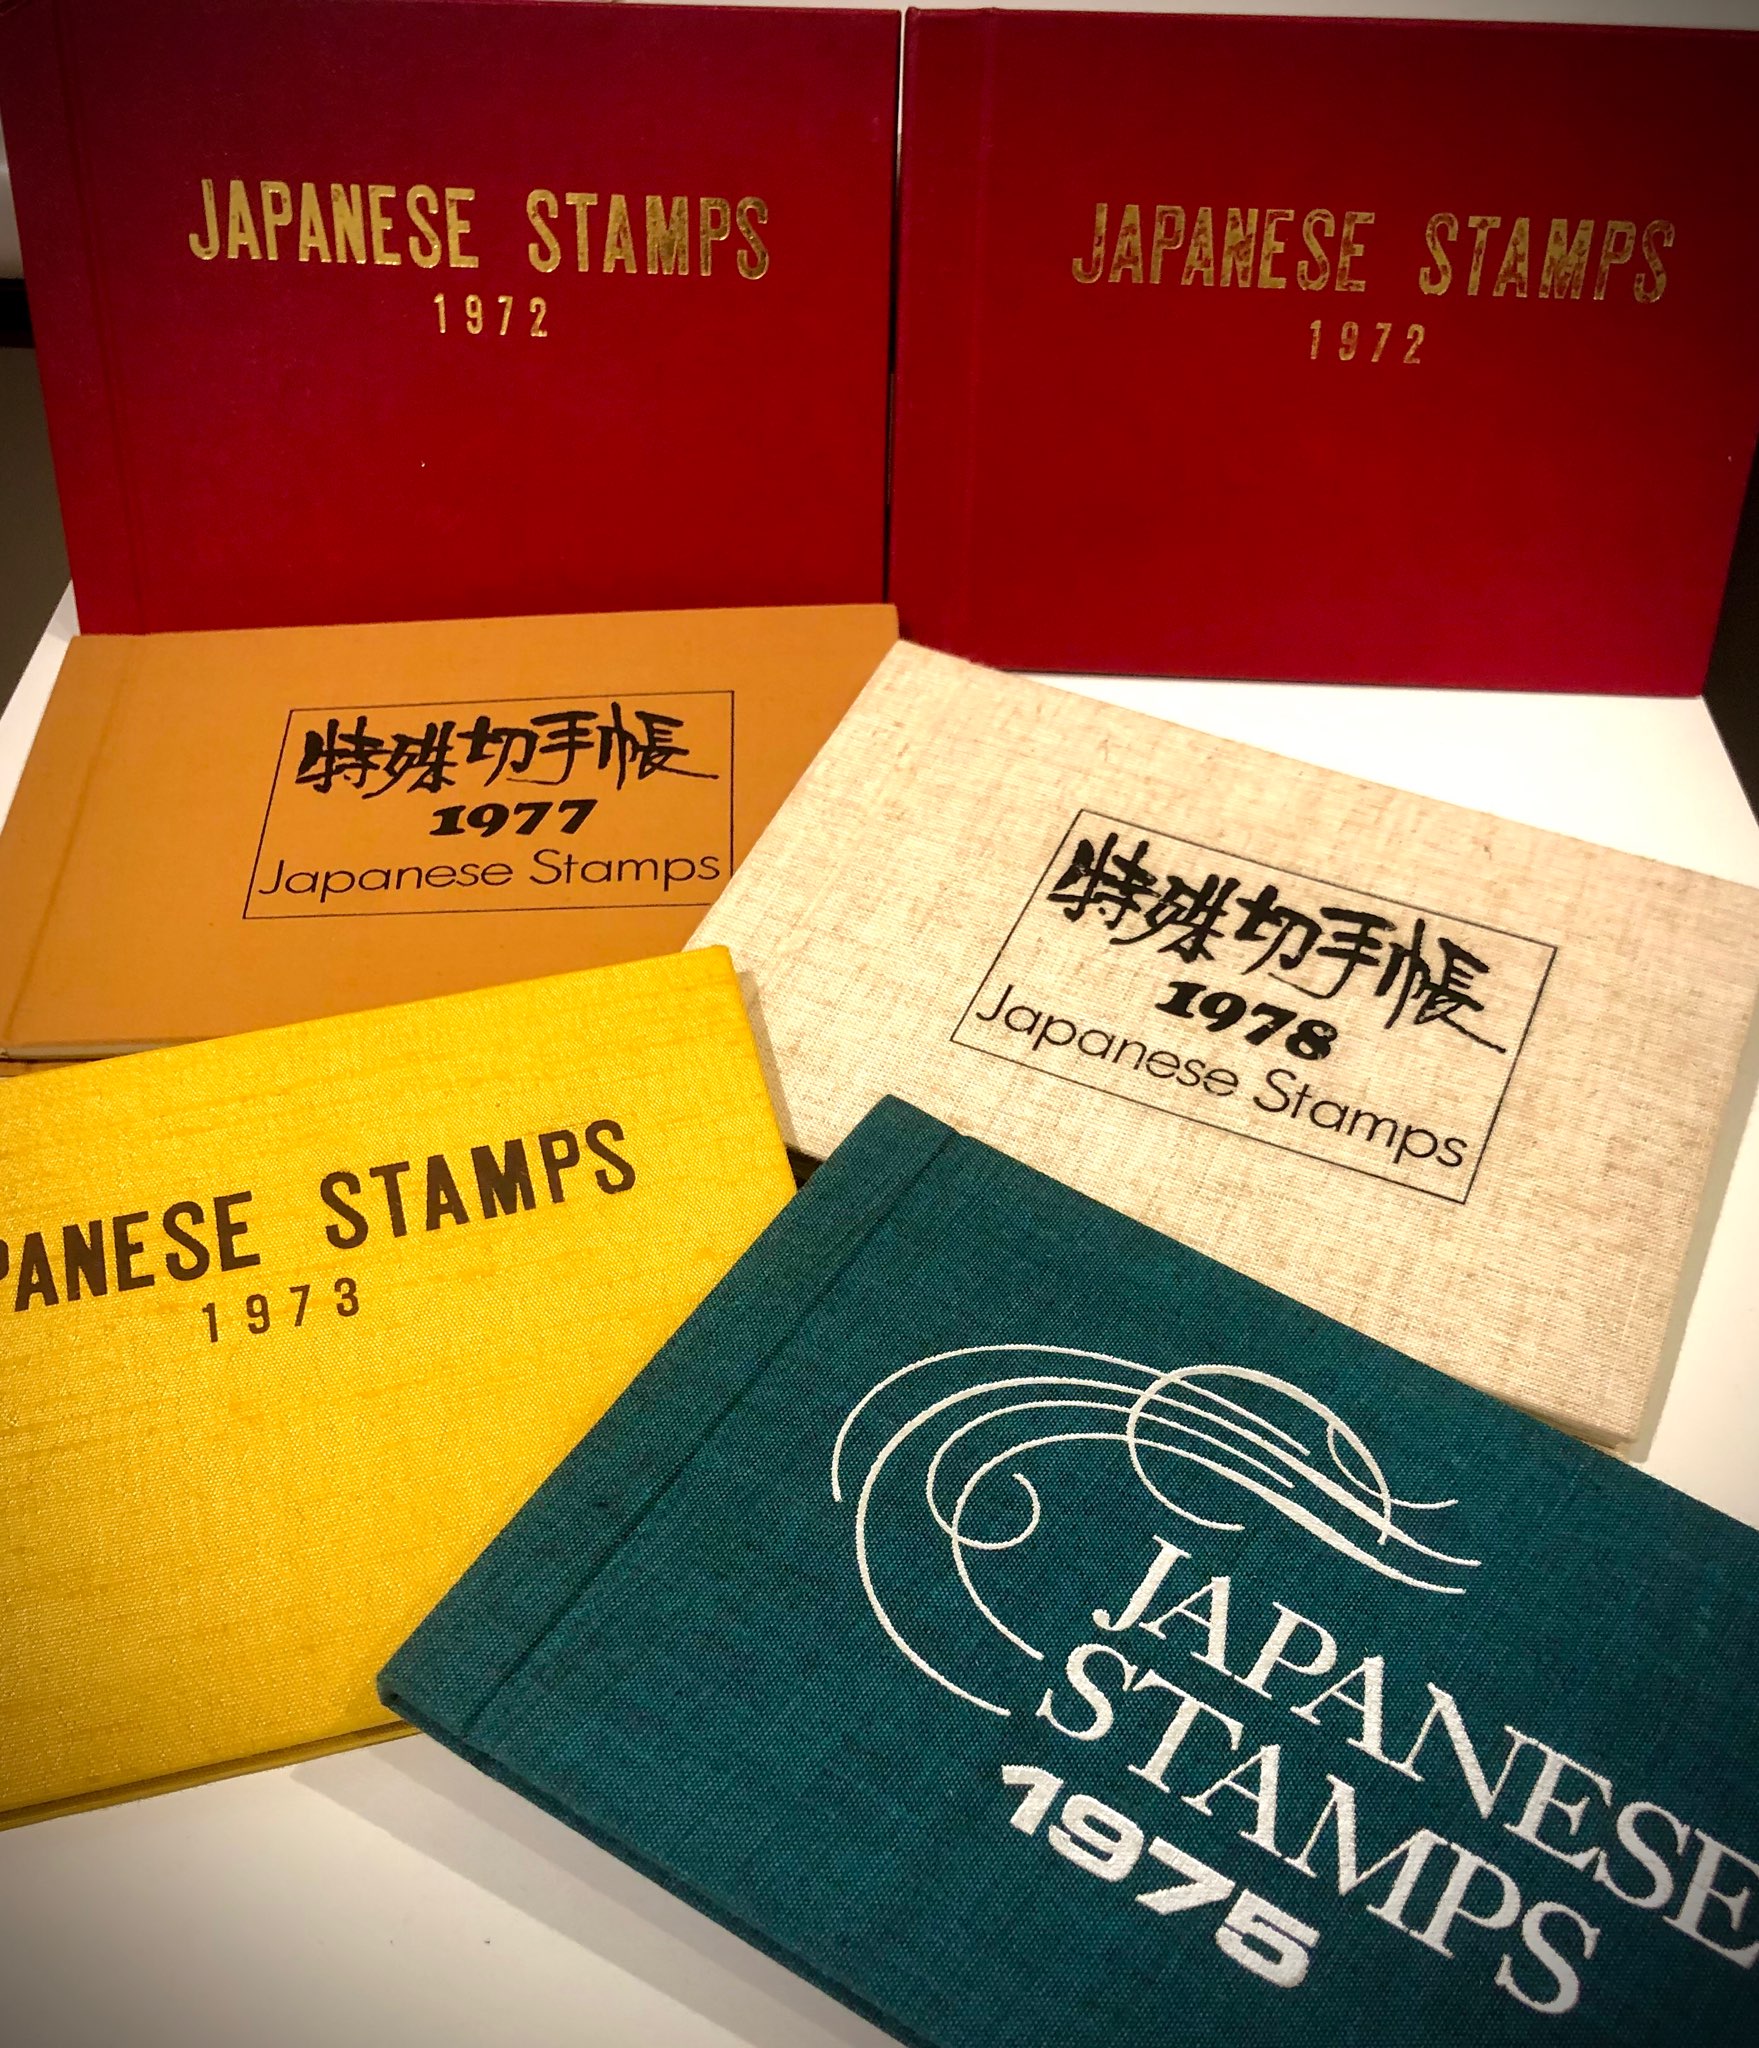 JAPANESE STAMPS
1972
JAPANESE STAMPS
1972
特殊切手帳
1977
Japanese Stamps
特殊切手帳
1978
Japanese Stamps
PANESE STAMPS
1973
JAPANESE
STAMPS
1975